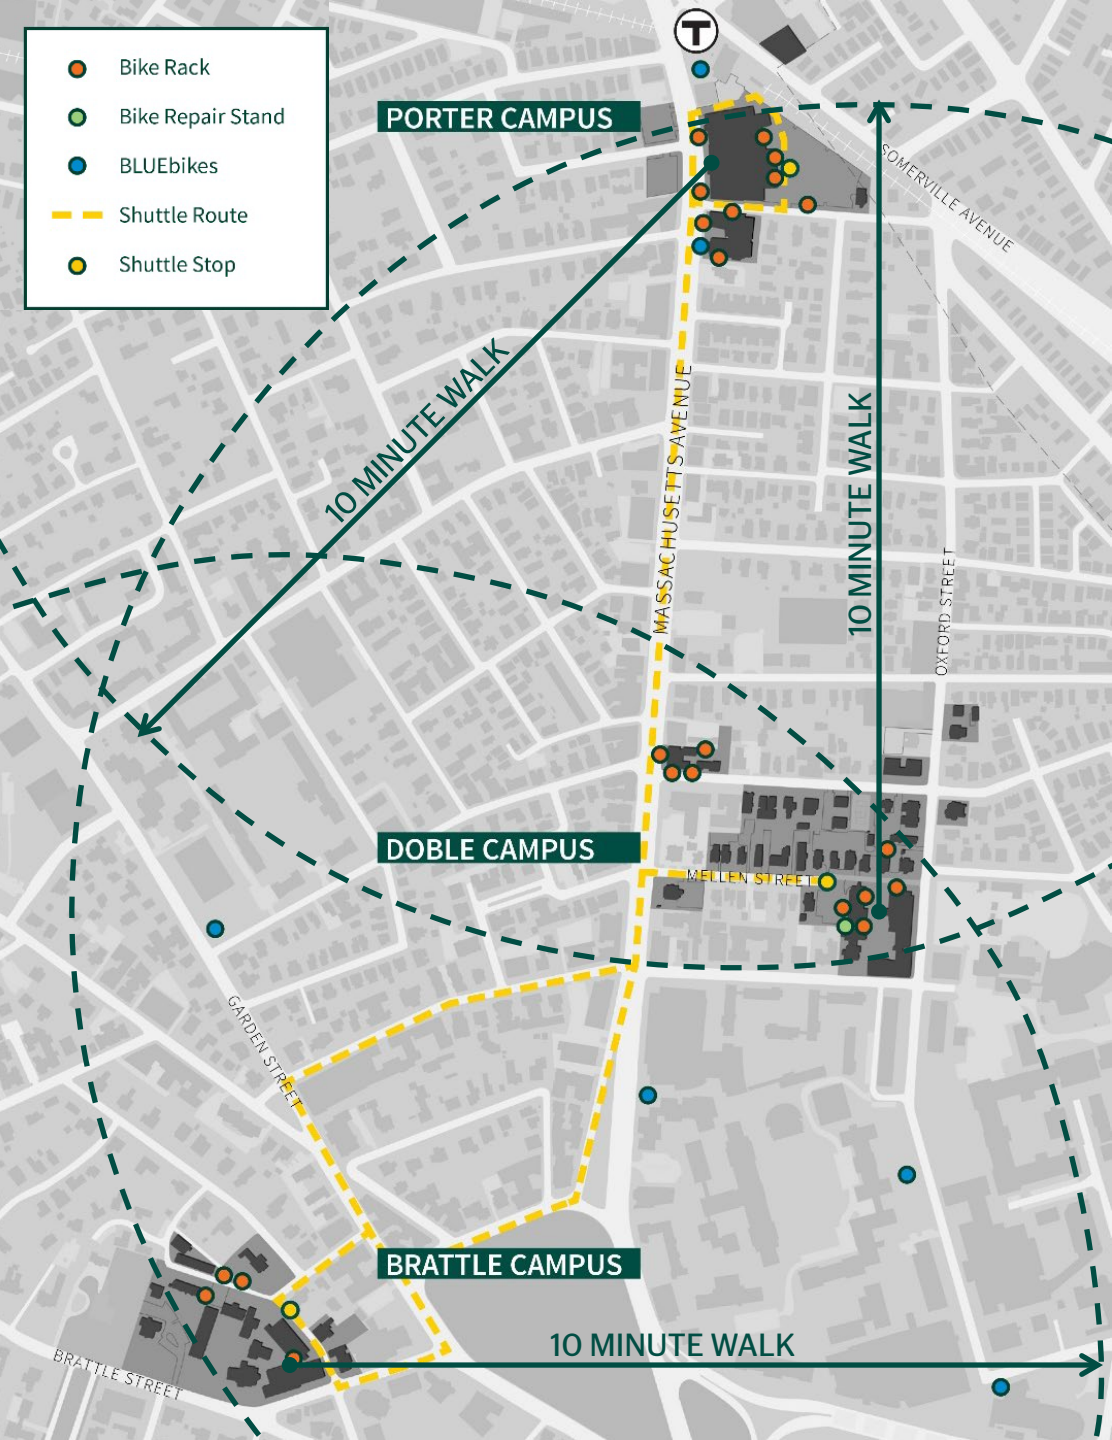 Bike Rack
Bike Repair Stand
BLUEbikes
Shuttle Route
Shuttle Stop
T
PORTER CAMPUS
SOMERVILLE AVENUE
10 MINUTE WALK
MASSACHUSETTS AVENUE
10 MINUTE WALK
OXFORD STREET
DOBLE CAMPUS
MELLEN STREET
GARDEN STREET
BRATTLE CAMPUS
10 MINUTE WALK
BRATTLE STREET